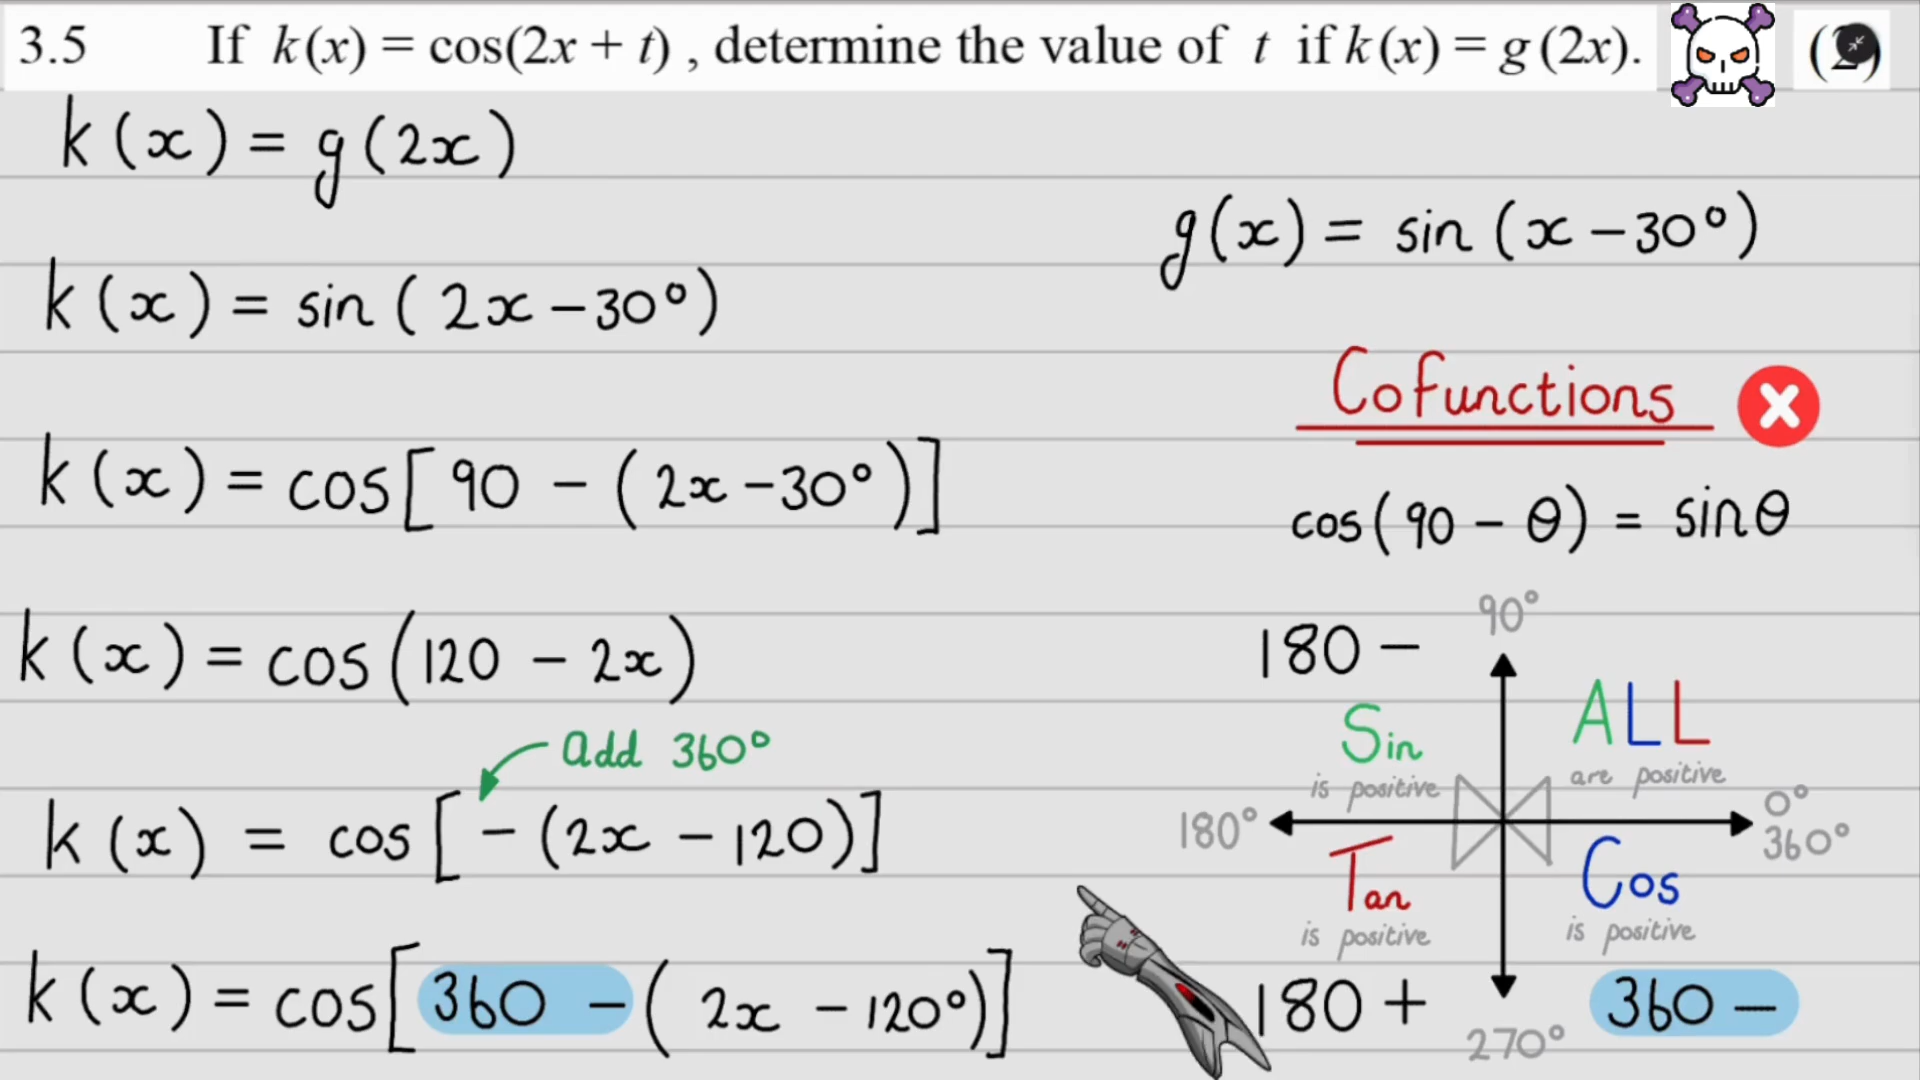 3.5 If k(x) = cos(2x + t) , determine the value of t if k(x) = g(2x).
k(x) = g(2x)
g(x) = sin(x - 30°)
k(x) = sin(2x - 30°)
Cofunctions
k(x) = cos[90 - (2x - 30°)]
cos(90 - θ) = sinθ
k(x) = cos(120 - 2x)
add 360°
k(x) = cos[-(2x - 120)]
k(x) = cos[360 - (2x - 120°)]
90°
180 -
Sin
is positive
ALL
are positive
180°
0°
360°
Tan
is positive
Cos
is positive
180 +
360 -
270°